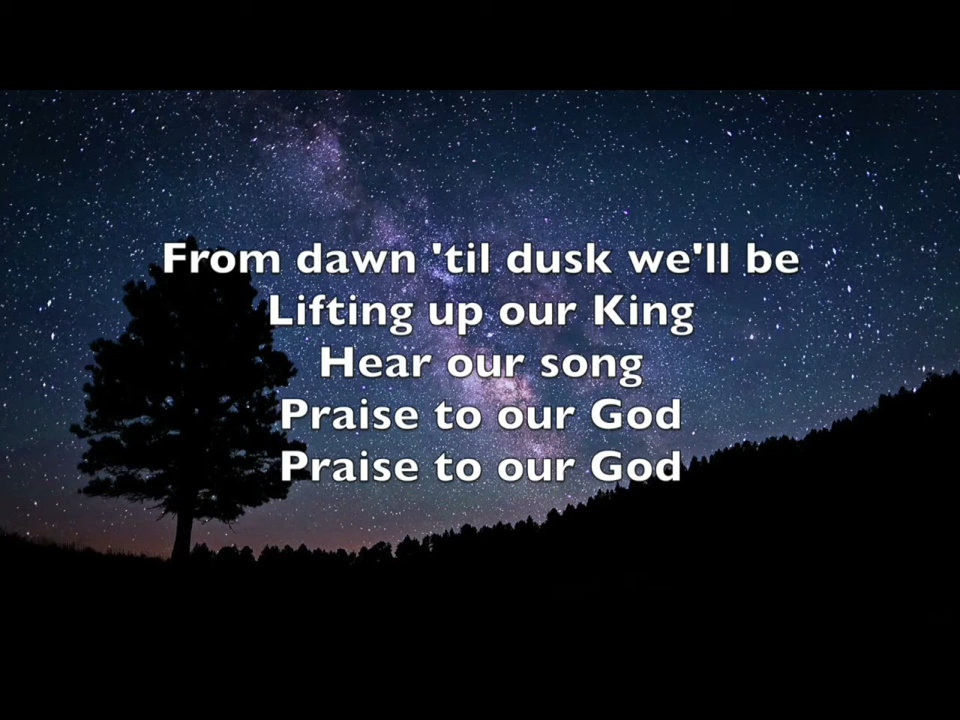 From dawn 'til dusk we'll be
Lifting up our King
Hear our song
Praise to our God
Praise to our God